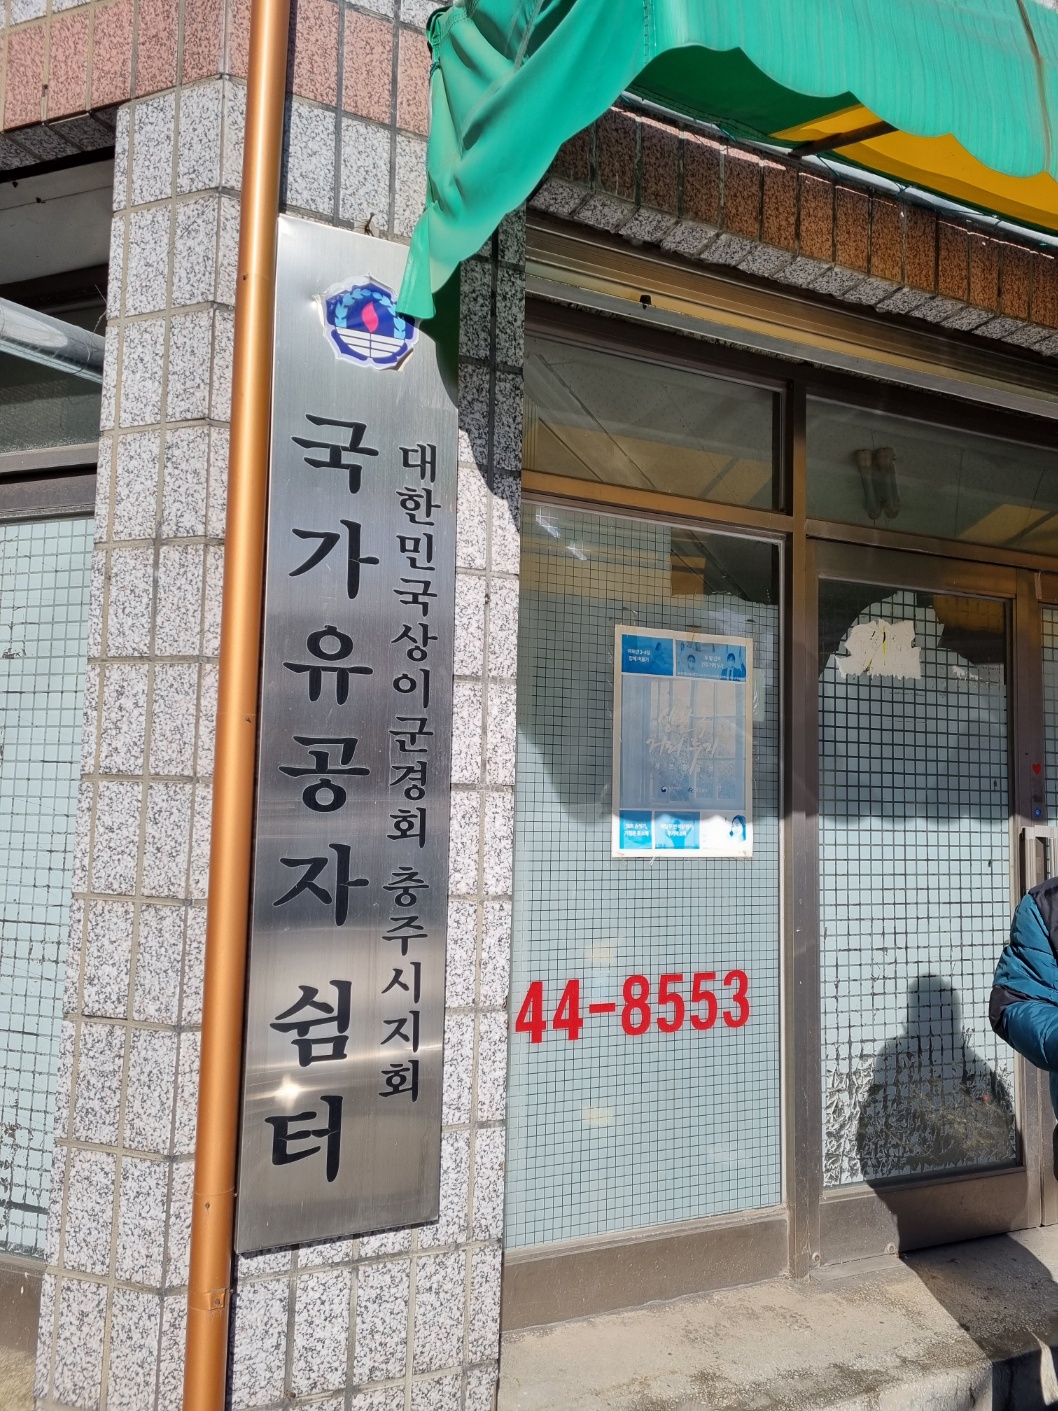 대한민국상이군경회 충주시지회
국가유공자 쉼터
44-8553